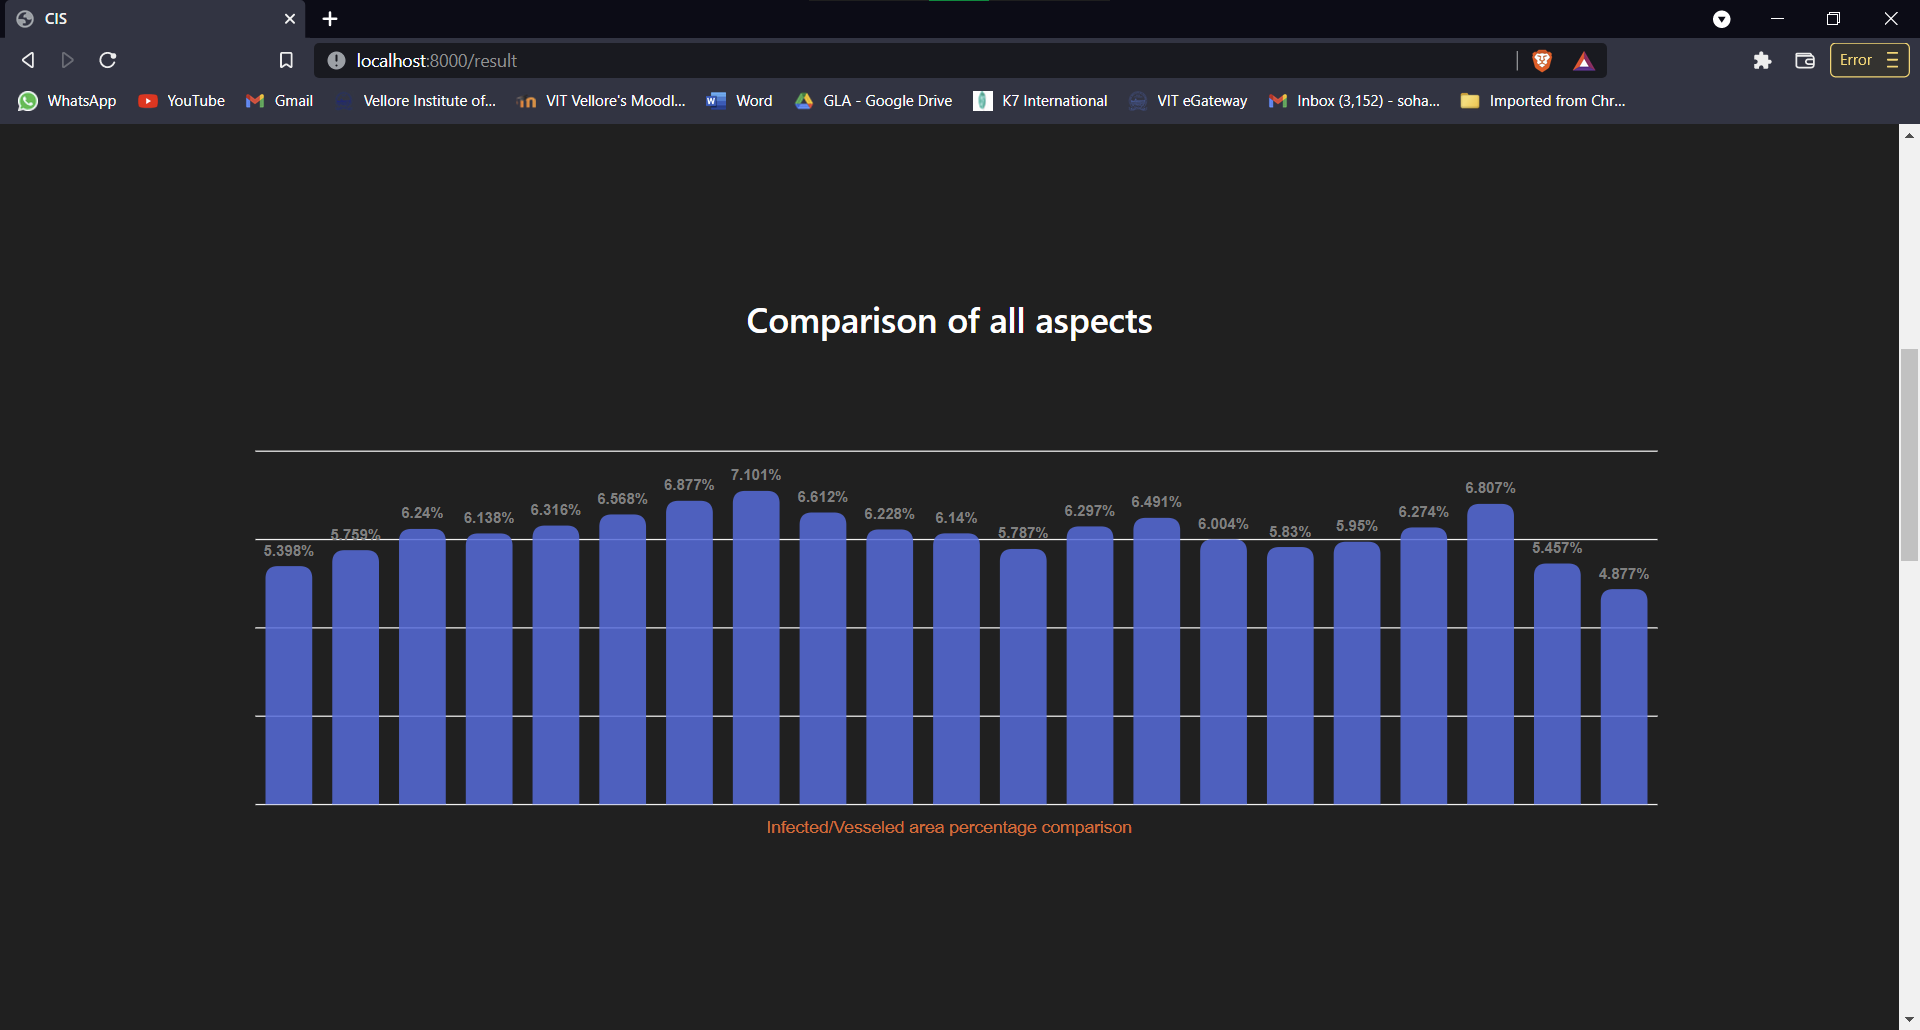 CIS
localhost:8000/result
Error
WhatsApp YouTube Gmail Vellore Institute of... VIT Vellore's Moodl... Word GLA - Google Drive K7 International VIT eGateway Inbox (3,152) - soha... Imported from Chr...
Comparison of all aspects
5.398% 5.759% 6.24% 6.138% 6.316% 6.568% 6.877% 7.101% 6.612% 6.228% 6.14% 5.787% 6.297% 6.491% 6.004% 5.83% 5.95% 6.274% 6.807% 5.457% 4.877%
Infected/Vesseled area percentage comparison